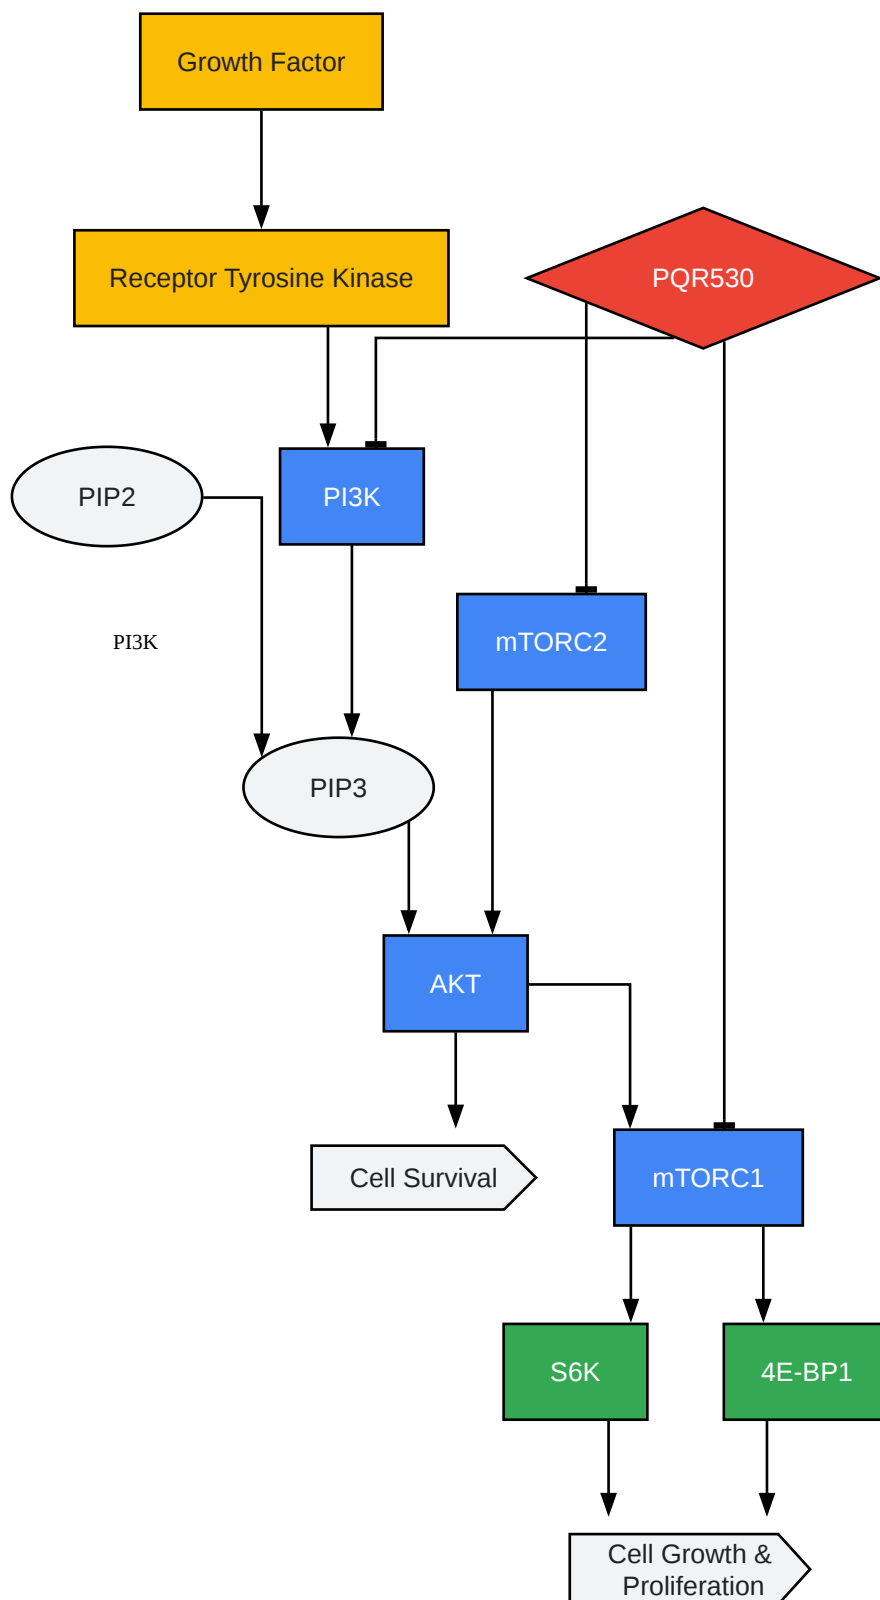 Growth Factor
Receptor Tyrosine Kinase
PQR530
PIP2
PI3K
PI3K
mTORC2
PIP3
AKT
Cell Survival
mTORC1
S6K
4E-BP1
Cell Growth &
Proliferation